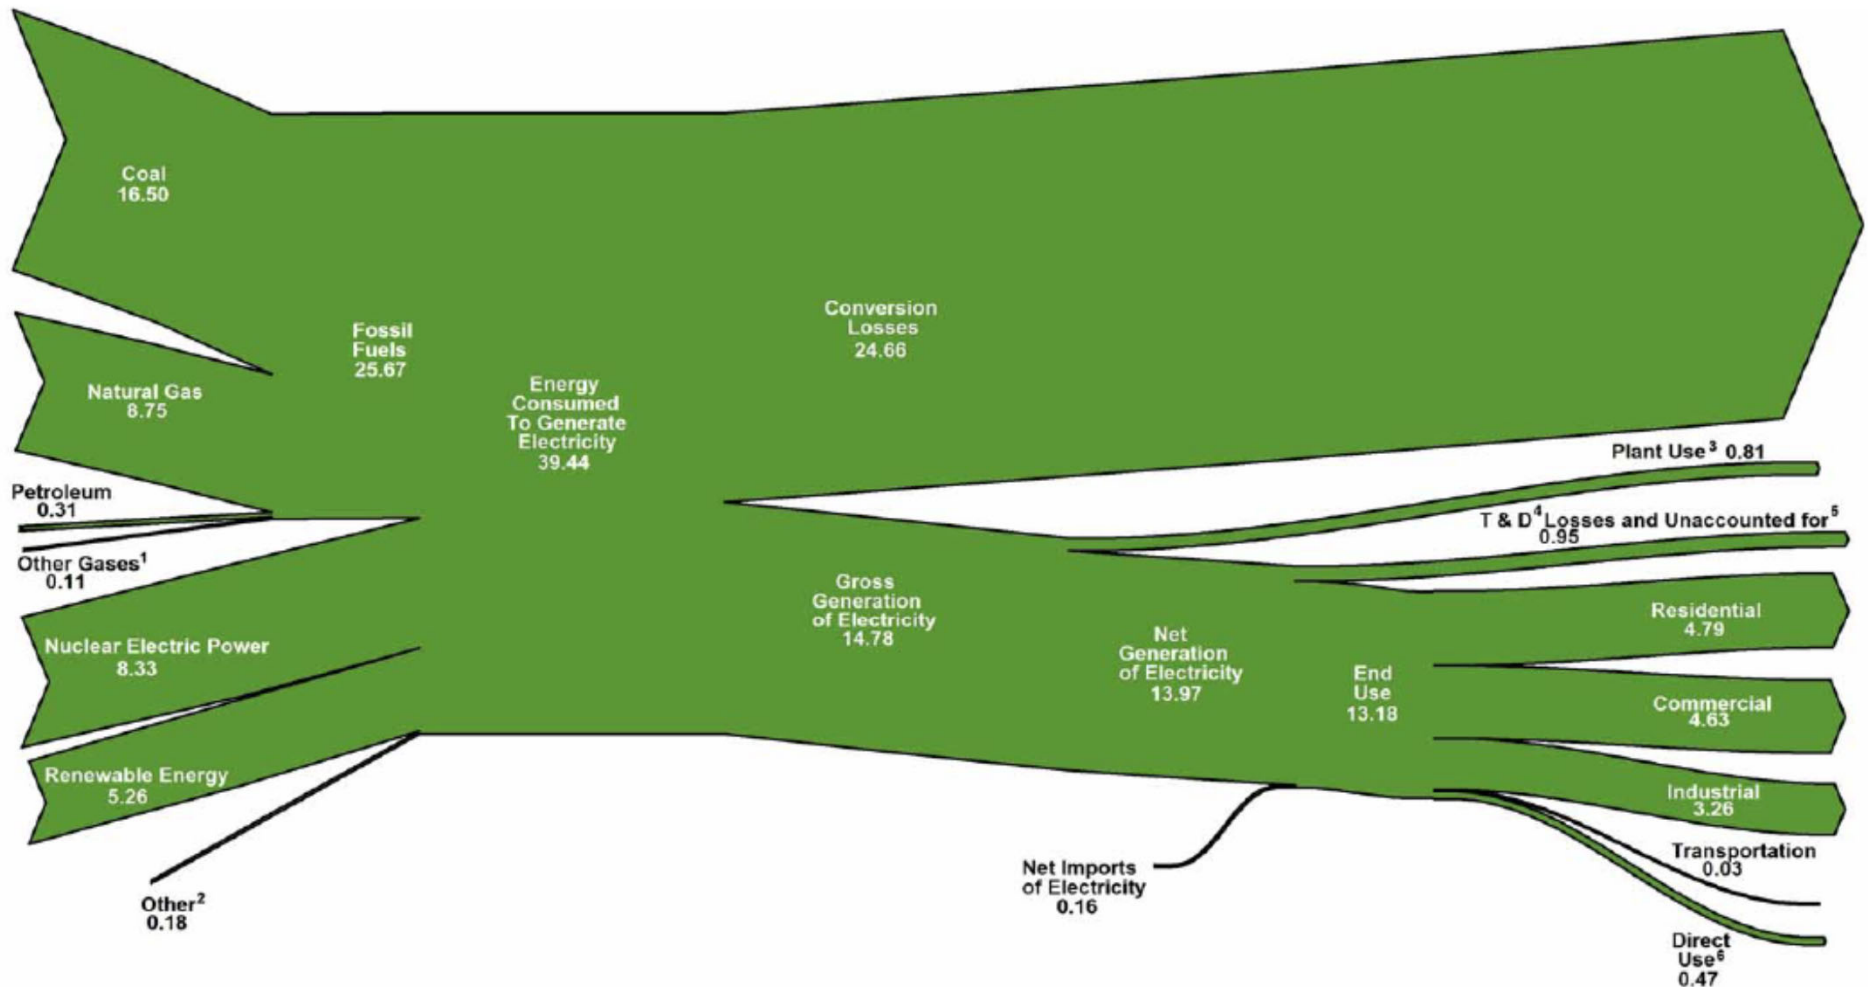 Coal
16.50
Natural Gas
8.75
Petroleum
0.31
Other Gases¹
0.11
Nuclear Electric Power
8.33
Renewable Energy
5.26
Other²
0.18
Fossil
Fuels
25.67
Energy
Consumed
To Generate
Electricity
39.44
Conversion
Losses
24.66
Gross
Generation
of Electricity
14.78
Net
Generation
of Electricity
13.97
Net Imports
of Electricity
0.16
End
Use
13.18
Plant Use³ 0.81
T & D⁴ Losses and Unaccounted for⁵
0.95
Residential
4.79
Commercial
4.63
Industrial
3.26
Transportation
0.03
Direct
Use⁶
0.47